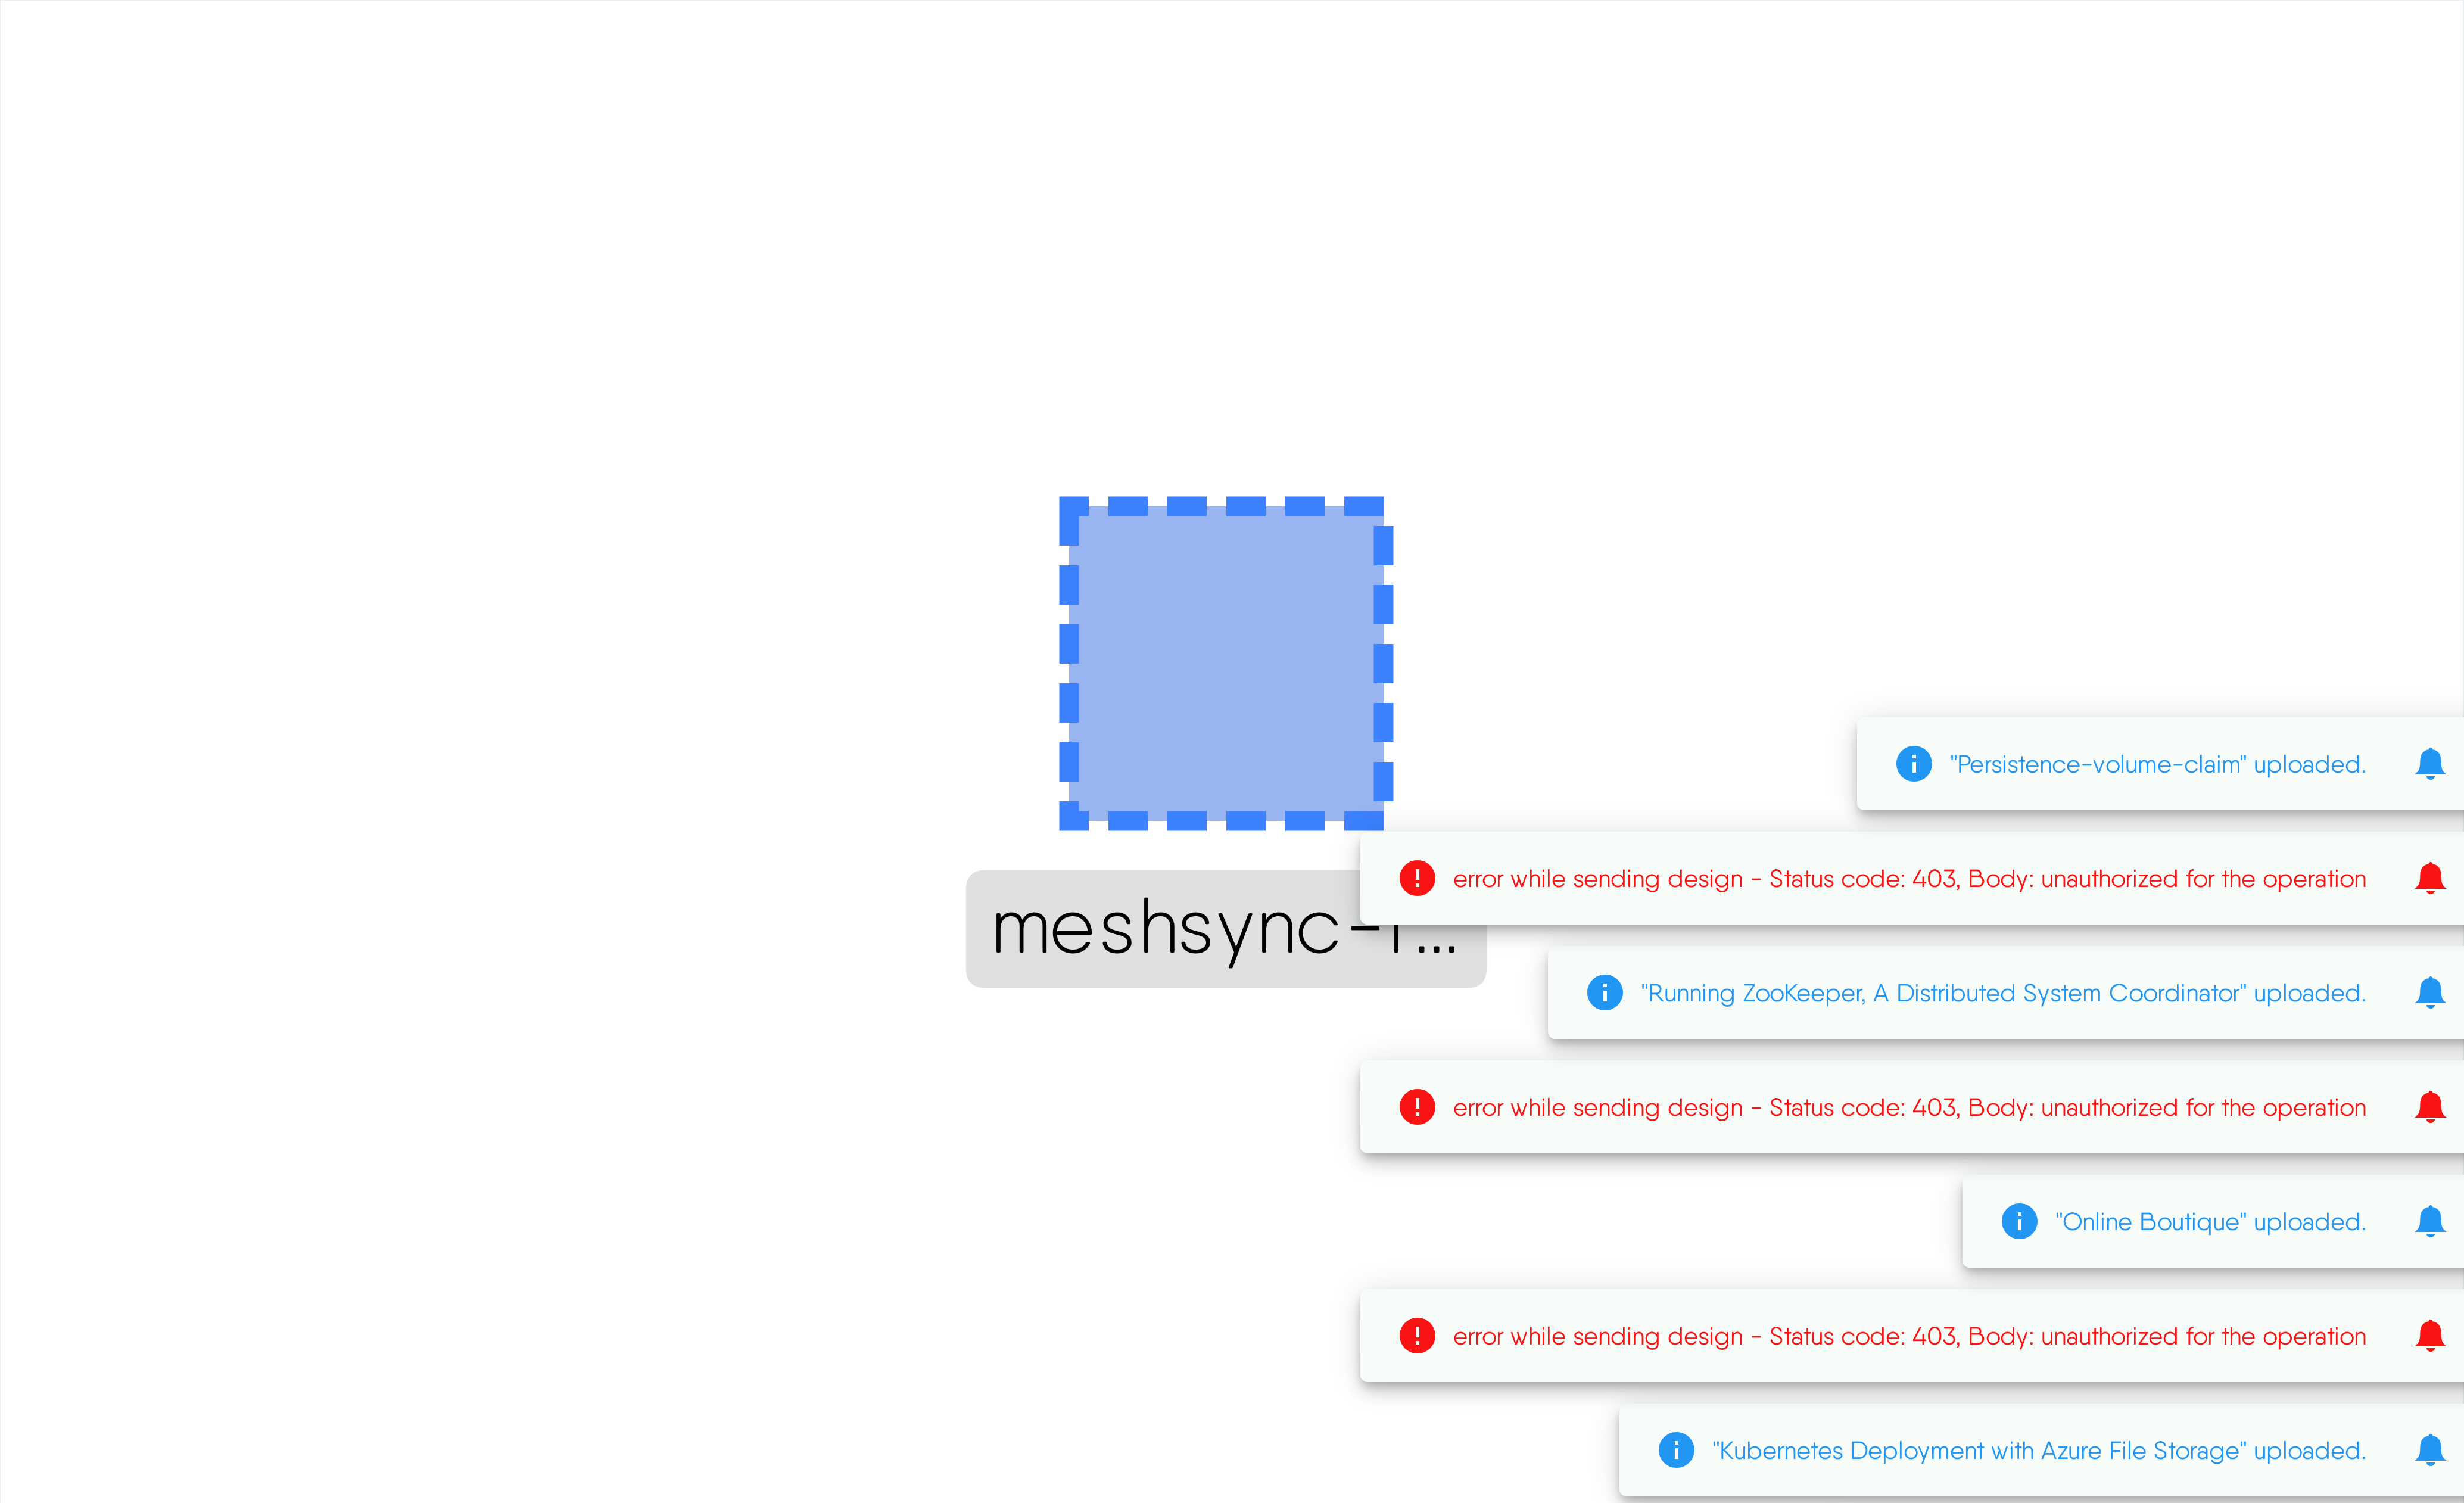 "Persistence-volume-claim" uploaded.
error while sending design - Status code: 403, Body: unauthorized for the operation
meshsync-...
"Running ZooKeeper, A Distributed System Coordinator" uploaded.
error while sending design - Status code: 403, Body: unauthorized for the operation
"Online Boutique" uploaded.
error while sending design - Status code: 403, Body: unauthorized for the operation
"Kubernetes Deployment with Azure File Storage" uploaded.